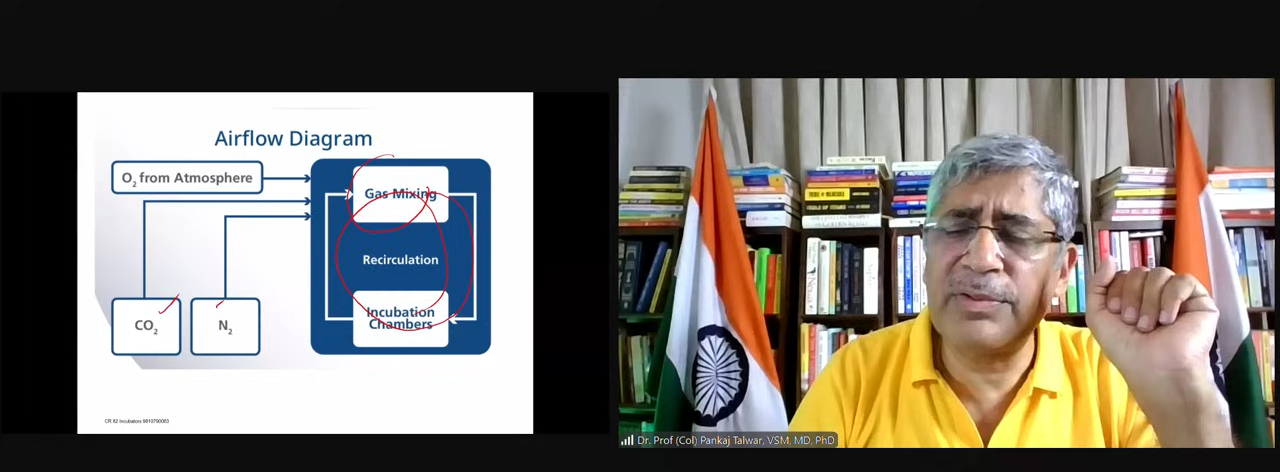 Airflow Diagram
O2 from Atmosphere
Gas Mixing
Recirculation
Incubation
Chambers
CO2
N2
Dr. Prof (Col) Pankaj Talwar, VSM, MD, PhD